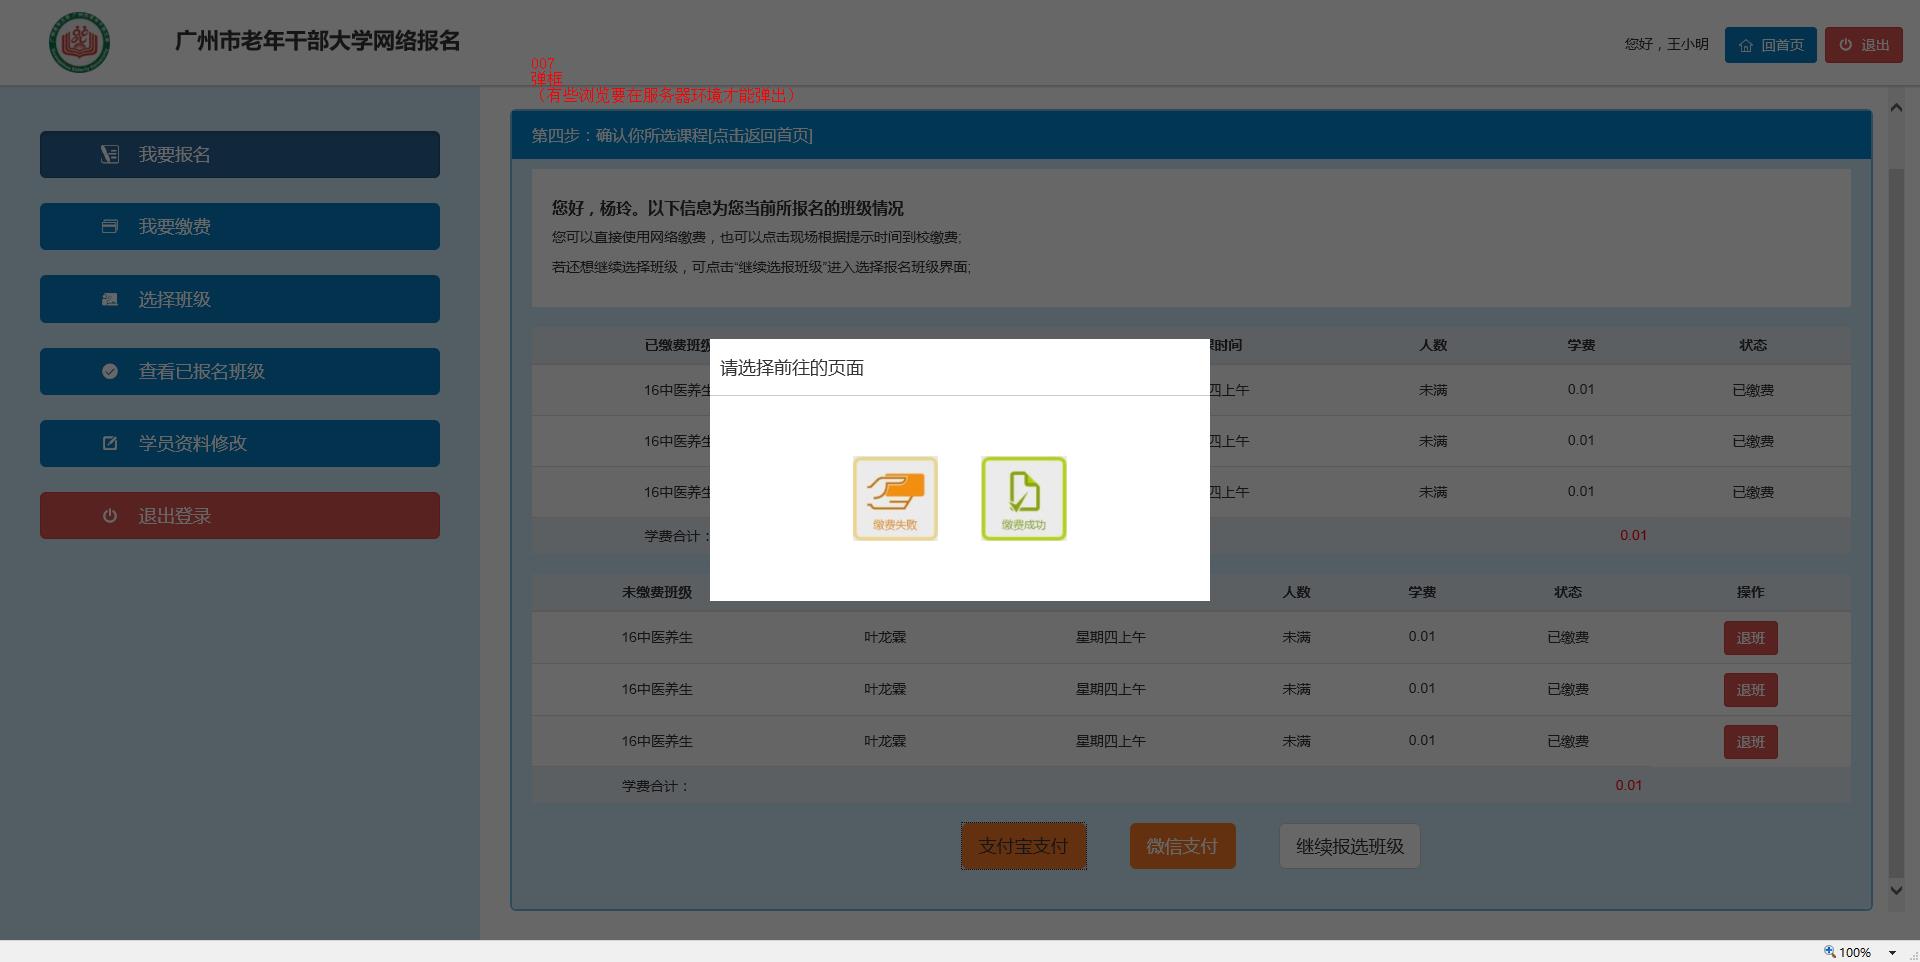 广州市老年干部大学网络报名
您好，王小明
回首页
退出
007
弹框
（有些浏览要在服务器环境才能弹出）
我要报名
我要缴费
选择班级
查看已报名班级
学员资料修改
退出登录
第四步：确认你所选课程[点击返回首页]
您好，杨玲。以下信息为您当前所报名的班级情况
您可以直接使用网络缴费，也可以点击现场根据提示时间到校缴费;
若还想继续选择班级，可点击“继续选报班级”进入选择报名班级界面;
已缴费班级 时间 人数 学费 状态
16中医养生 四上午 未满 0.01 已缴费
16中医养生 四上午 未满 0.01 已缴费
16中医养生 四上午 未满 0.01 已缴费
学费合计： 0.01
请选择前往的页面
缴费失败 缴费成功
未缴费班级 人数 学费 状态 操作
16中医养生 叶龙霖 星期四上午 未满 0.01 已缴费 退班
16中医养生 叶龙霖 星期四上午 未满 0.01 已缴费 退班
16中医养生 叶龙霖 星期四上午 未满 0.01 已缴费 退班
学费合计： 0.01
支付宝支付 微信支付 继续报选班级
100%